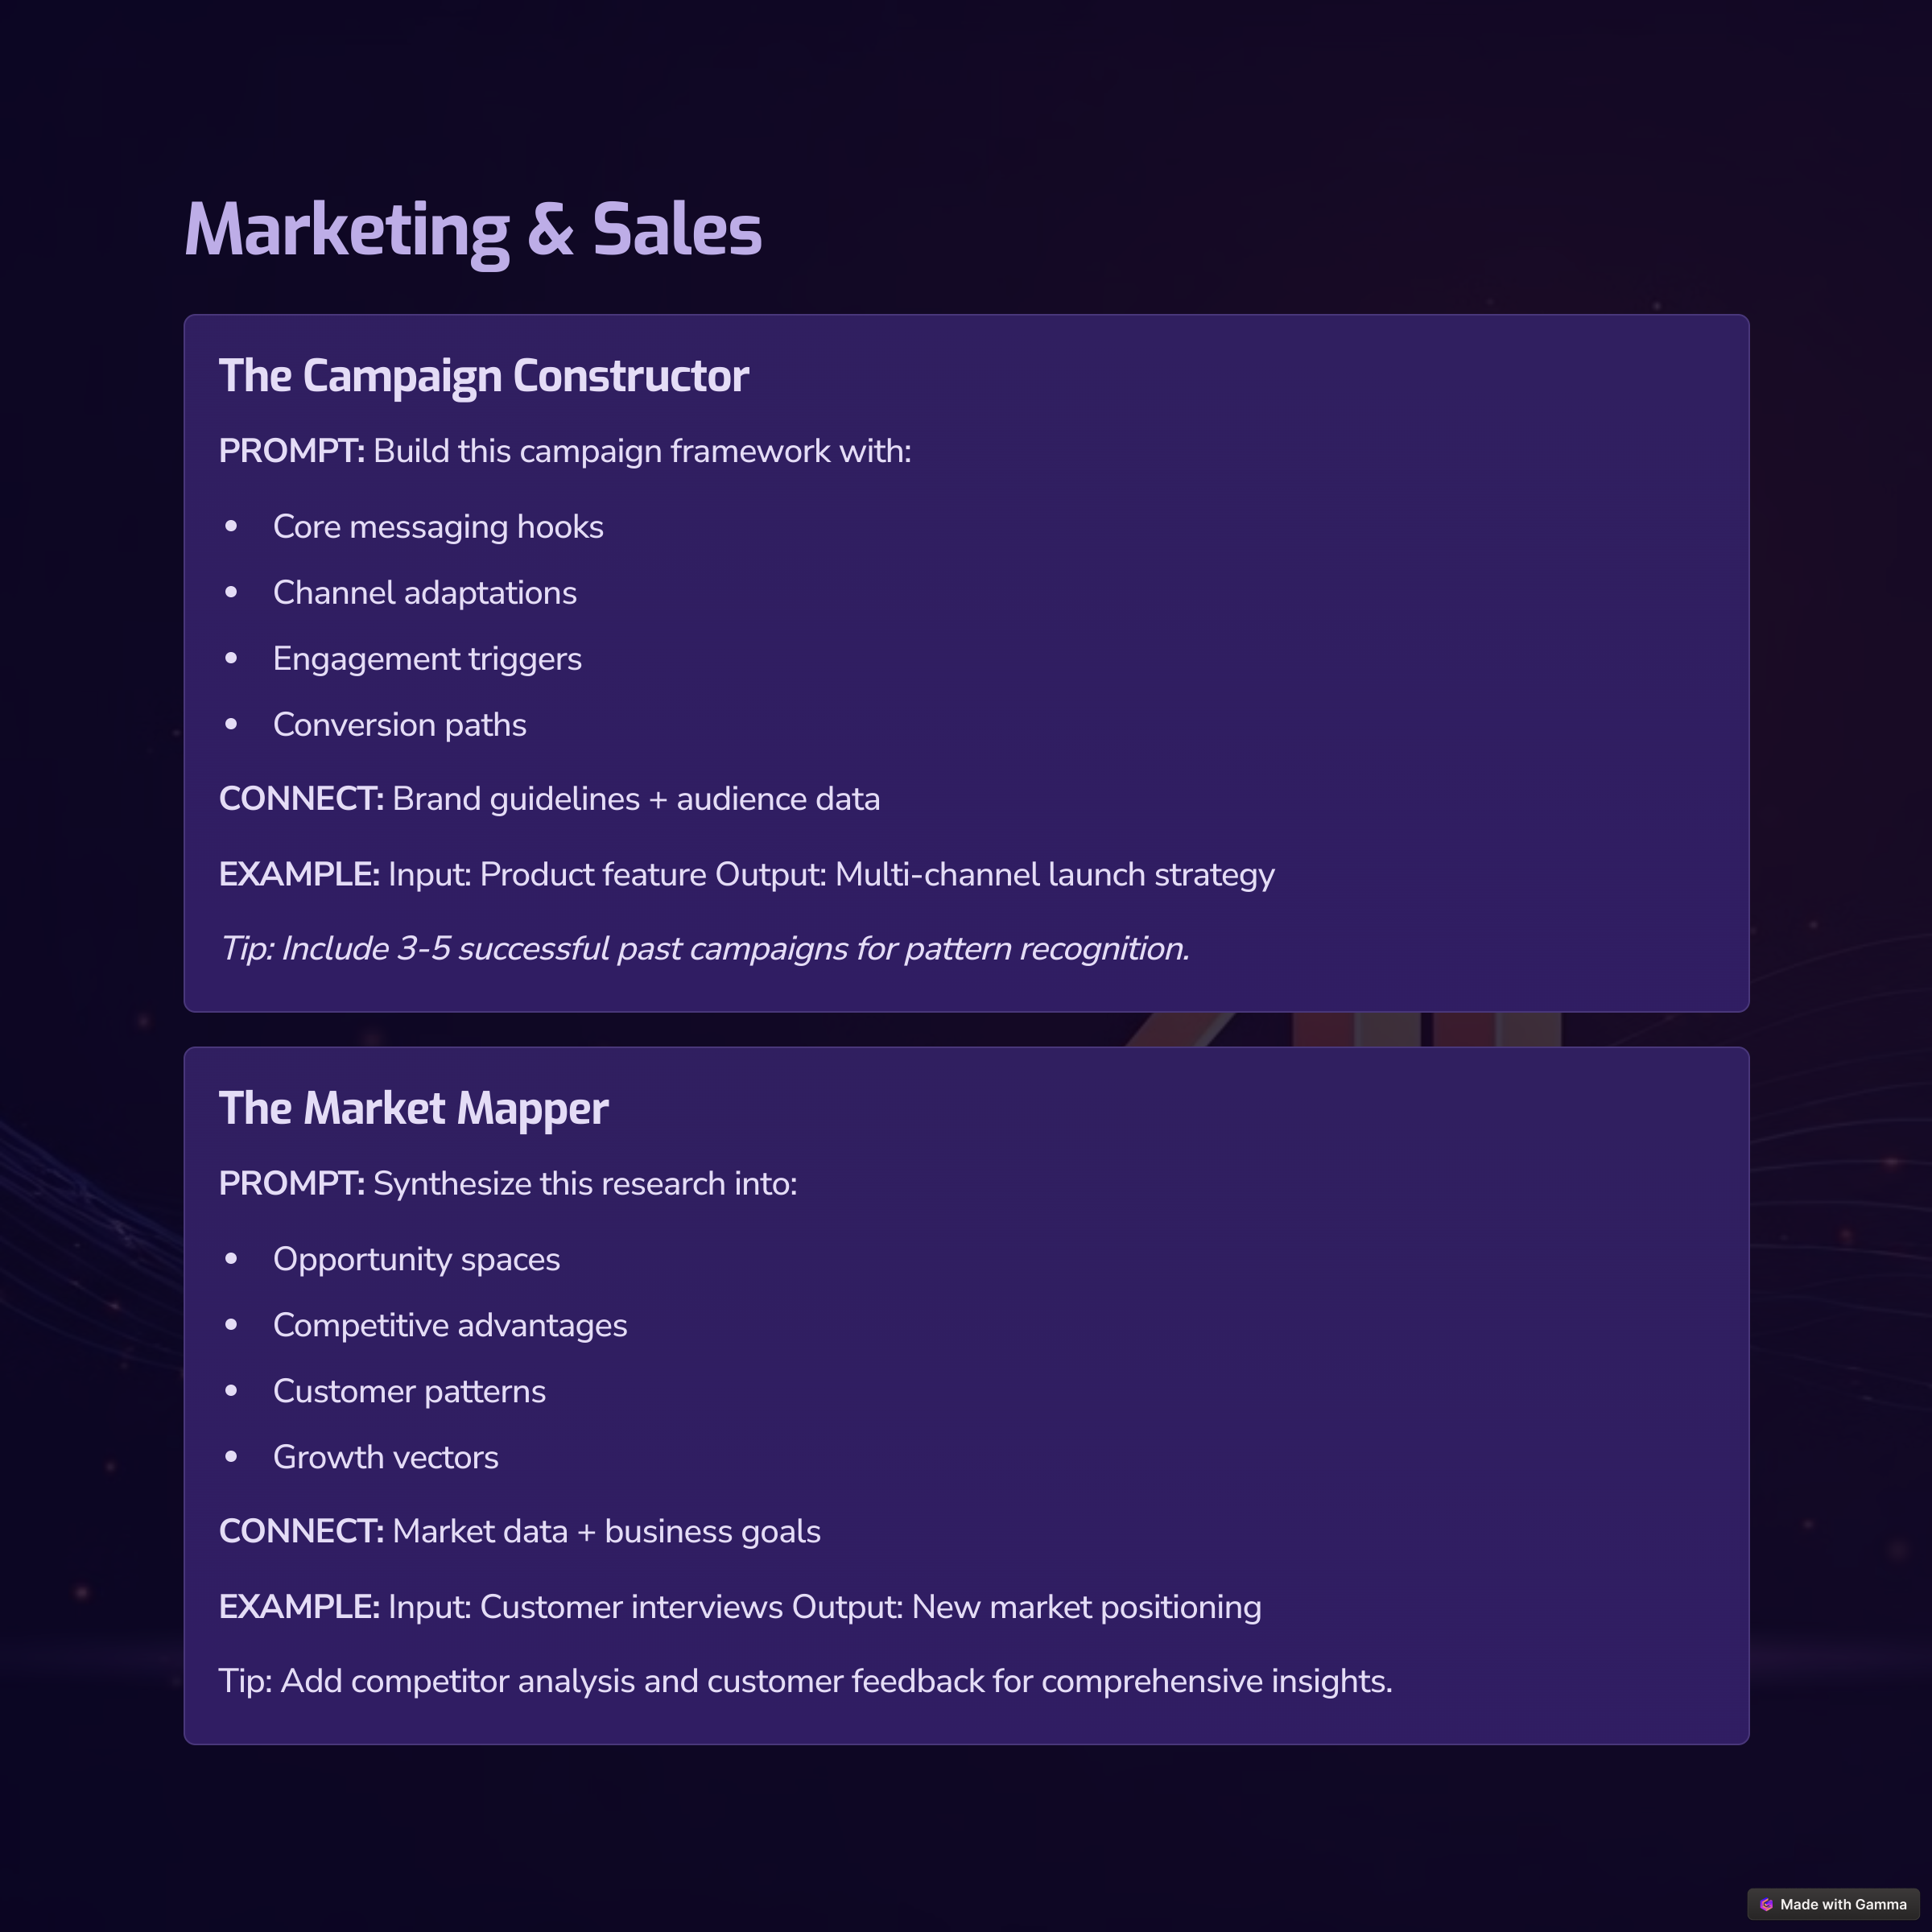 Marketing & Sales
The Campaign Constructor
PROMPT: Build this campaign framework with:
• Core messaging hooks
• Channel adaptations
• Engagement triggers
• Conversion paths
CONNECT: Brand guidelines + audience data
EXAMPLE: Input: Product feature Output: Multi-channel launch strategy
Tip: Include 3-5 successful past campaigns for pattern recognition.
The Market Mapper
PROMPT: Synthesize this research into:
• Opportunity spaces
• Competitive advantages
• Customer patterns
• Growth vectors
CONNECT: Market data + business goals
EXAMPLE: Input: Customer interviews Output: New market positioning
Tip: Add competitor analysis and customer feedback for comprehensive insights.
Made with Gamma